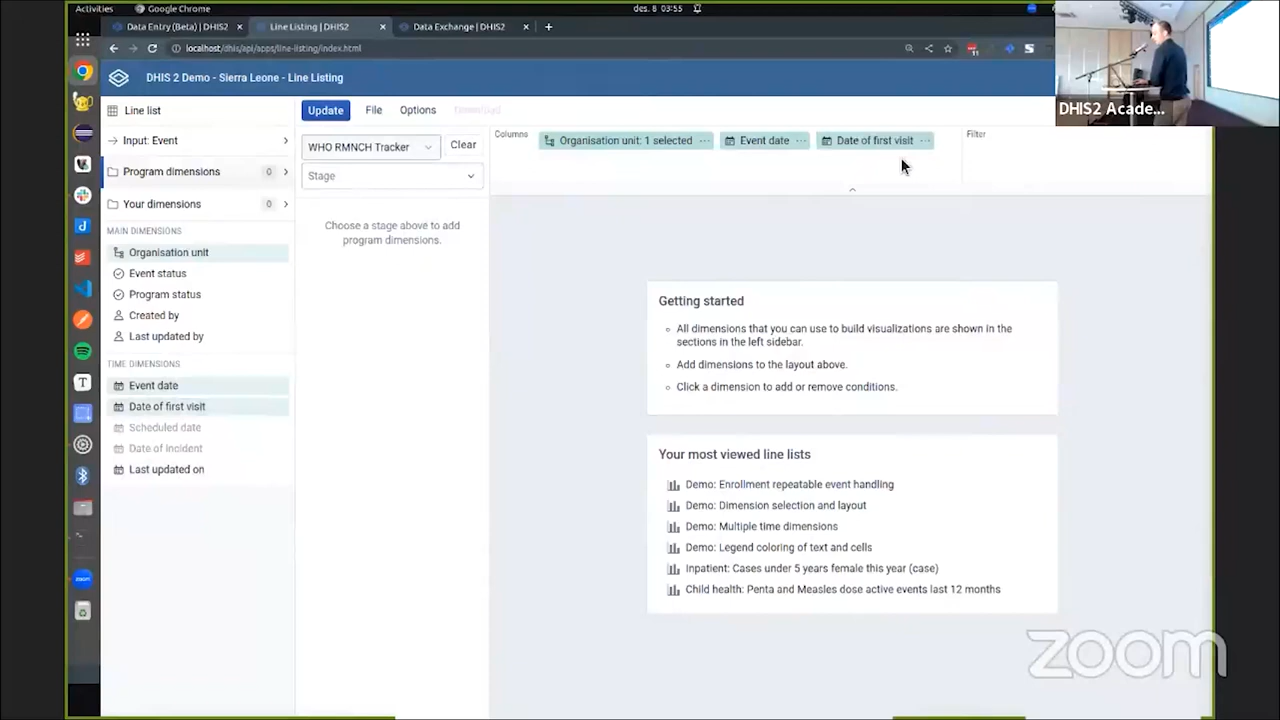 Activities
Google Chrome
des. 8 03:55
Data Entry (Beta) | DHIS2
Line Listing | DHIS2
Data Exchange | DHIS2
localhost/dhis/api/apps/line-listing/index.html
DHIS 2 Demo - Sierra Leone - Line Listing
DHIS2 Acade...
Line list
Update
File
Options
Download
Input: Event
Program dimensions
0
Your dimensions
0
MAIN DIMENSIONS
Organisation unit
Event status
Program status
Created by
Last updated by
TIME DIMENSIONS
Event date
Date of first visit
Scheduled date
Date of incident
Last updated on
WHO RMNCH Tracker
Clear
Stage
Choose a stage above to add
program dimensions.
Columns
Organisation unit: 1 selected
Event date
Date of first visit
Filter
Getting started
All dimensions that you can use to build visualizations are shown in the
sections in the left sidebar.
Add dimensions to the layout above.
Click a dimension to add or remove conditions.
Your most viewed line lists
Demo: Enrollment repeatable event handling
Demo: Dimension selection and layout
Demo: Multiple time dimensions
Demo: Legend coloring of text and cells
Inpatient: Cases under 5 years female this year (case)
Child health: Penta and Measles dose active events last 12 months
zoom